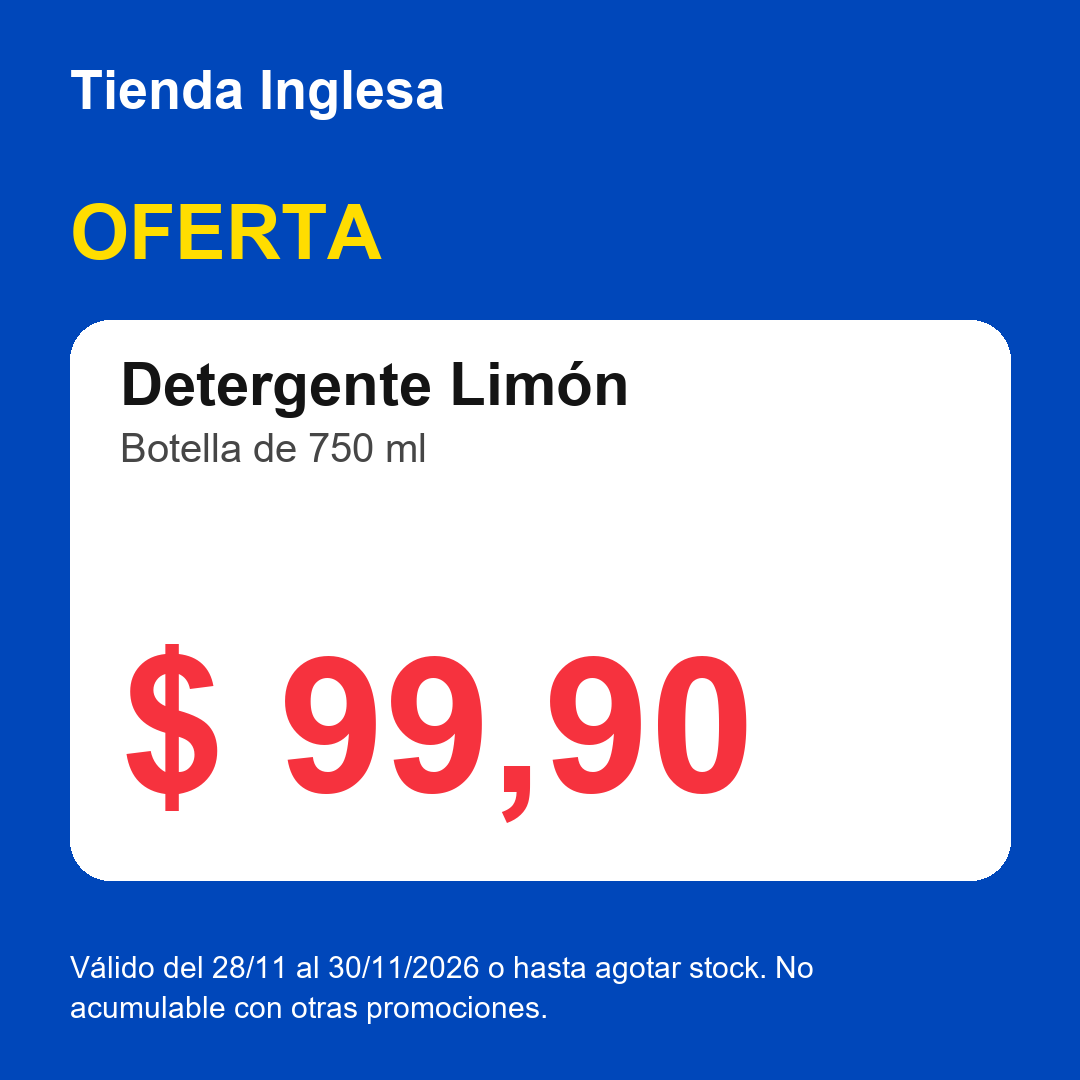 Tienda Inglesa
OFERTA
Detergente Limón
Botella de 750 ml
$ 99,90
Válido del 28/11 al 30/11/2026 o hasta agotar stock. No
acumulable con otras promociones.